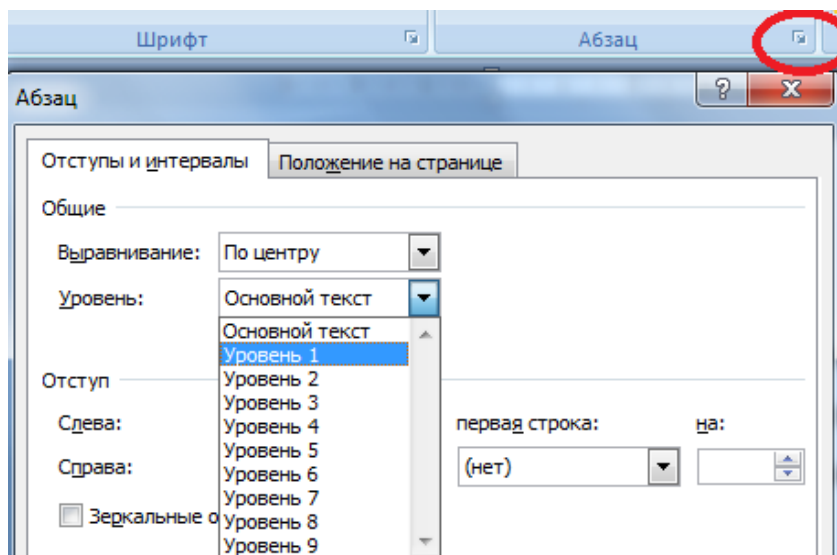 Шрифт Абзац
Абзац
Отступы и интервалы Положение на странице
Общие
Выравнивание: По центру
Уровень: Основной текст
Основной текст
Уровень 1
Уровень 2
Отступ
Уровень 3
Слева: Уровень 4 первая строка: на:
Уровень 5
Справа: Уровень 6 (нет)
Уровень 7
Зеркальные о Уровень 8
Уровень 9